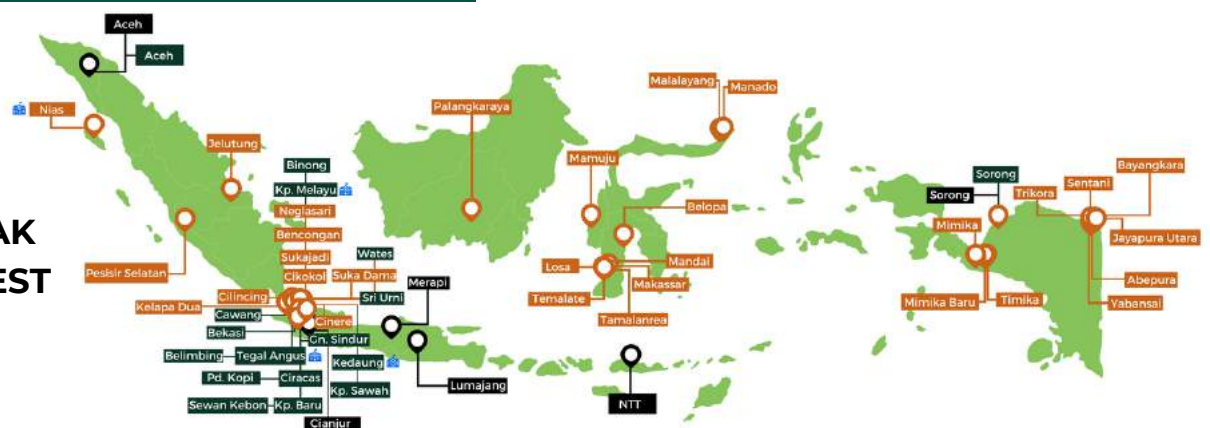 Aceh
Aceh
Nias
Jelutung
Pesisir Selatan
AK
EST
Binong
Kp. Melayu
Neglasari
Bencongan
Sukajadi
Cikokol
Cilincing
Kelapa Dua
Cawang
Bekasi
Belimbing
Tegal Angus
Pd. Kopi
Ciracas
Sewan Kebon
Kp. Baru
Cianjur
Suka Dama
Wates
Sri Urni
Cinere
Gn. Sindur
Kedaung
Kp. Sawah
Merapi
Lumajang
Palangkaraya
Malalayang
Manado
Mamuju
Belopa
Losa
Mandai
Makassar
Temalate
Tamalanrea
NTT
Sorong
Sorong
Mimika
Mimika Baru
Timika
Trikora
Sentani
Bayangkara
Jayapura Utara
Abepura
Yabansai